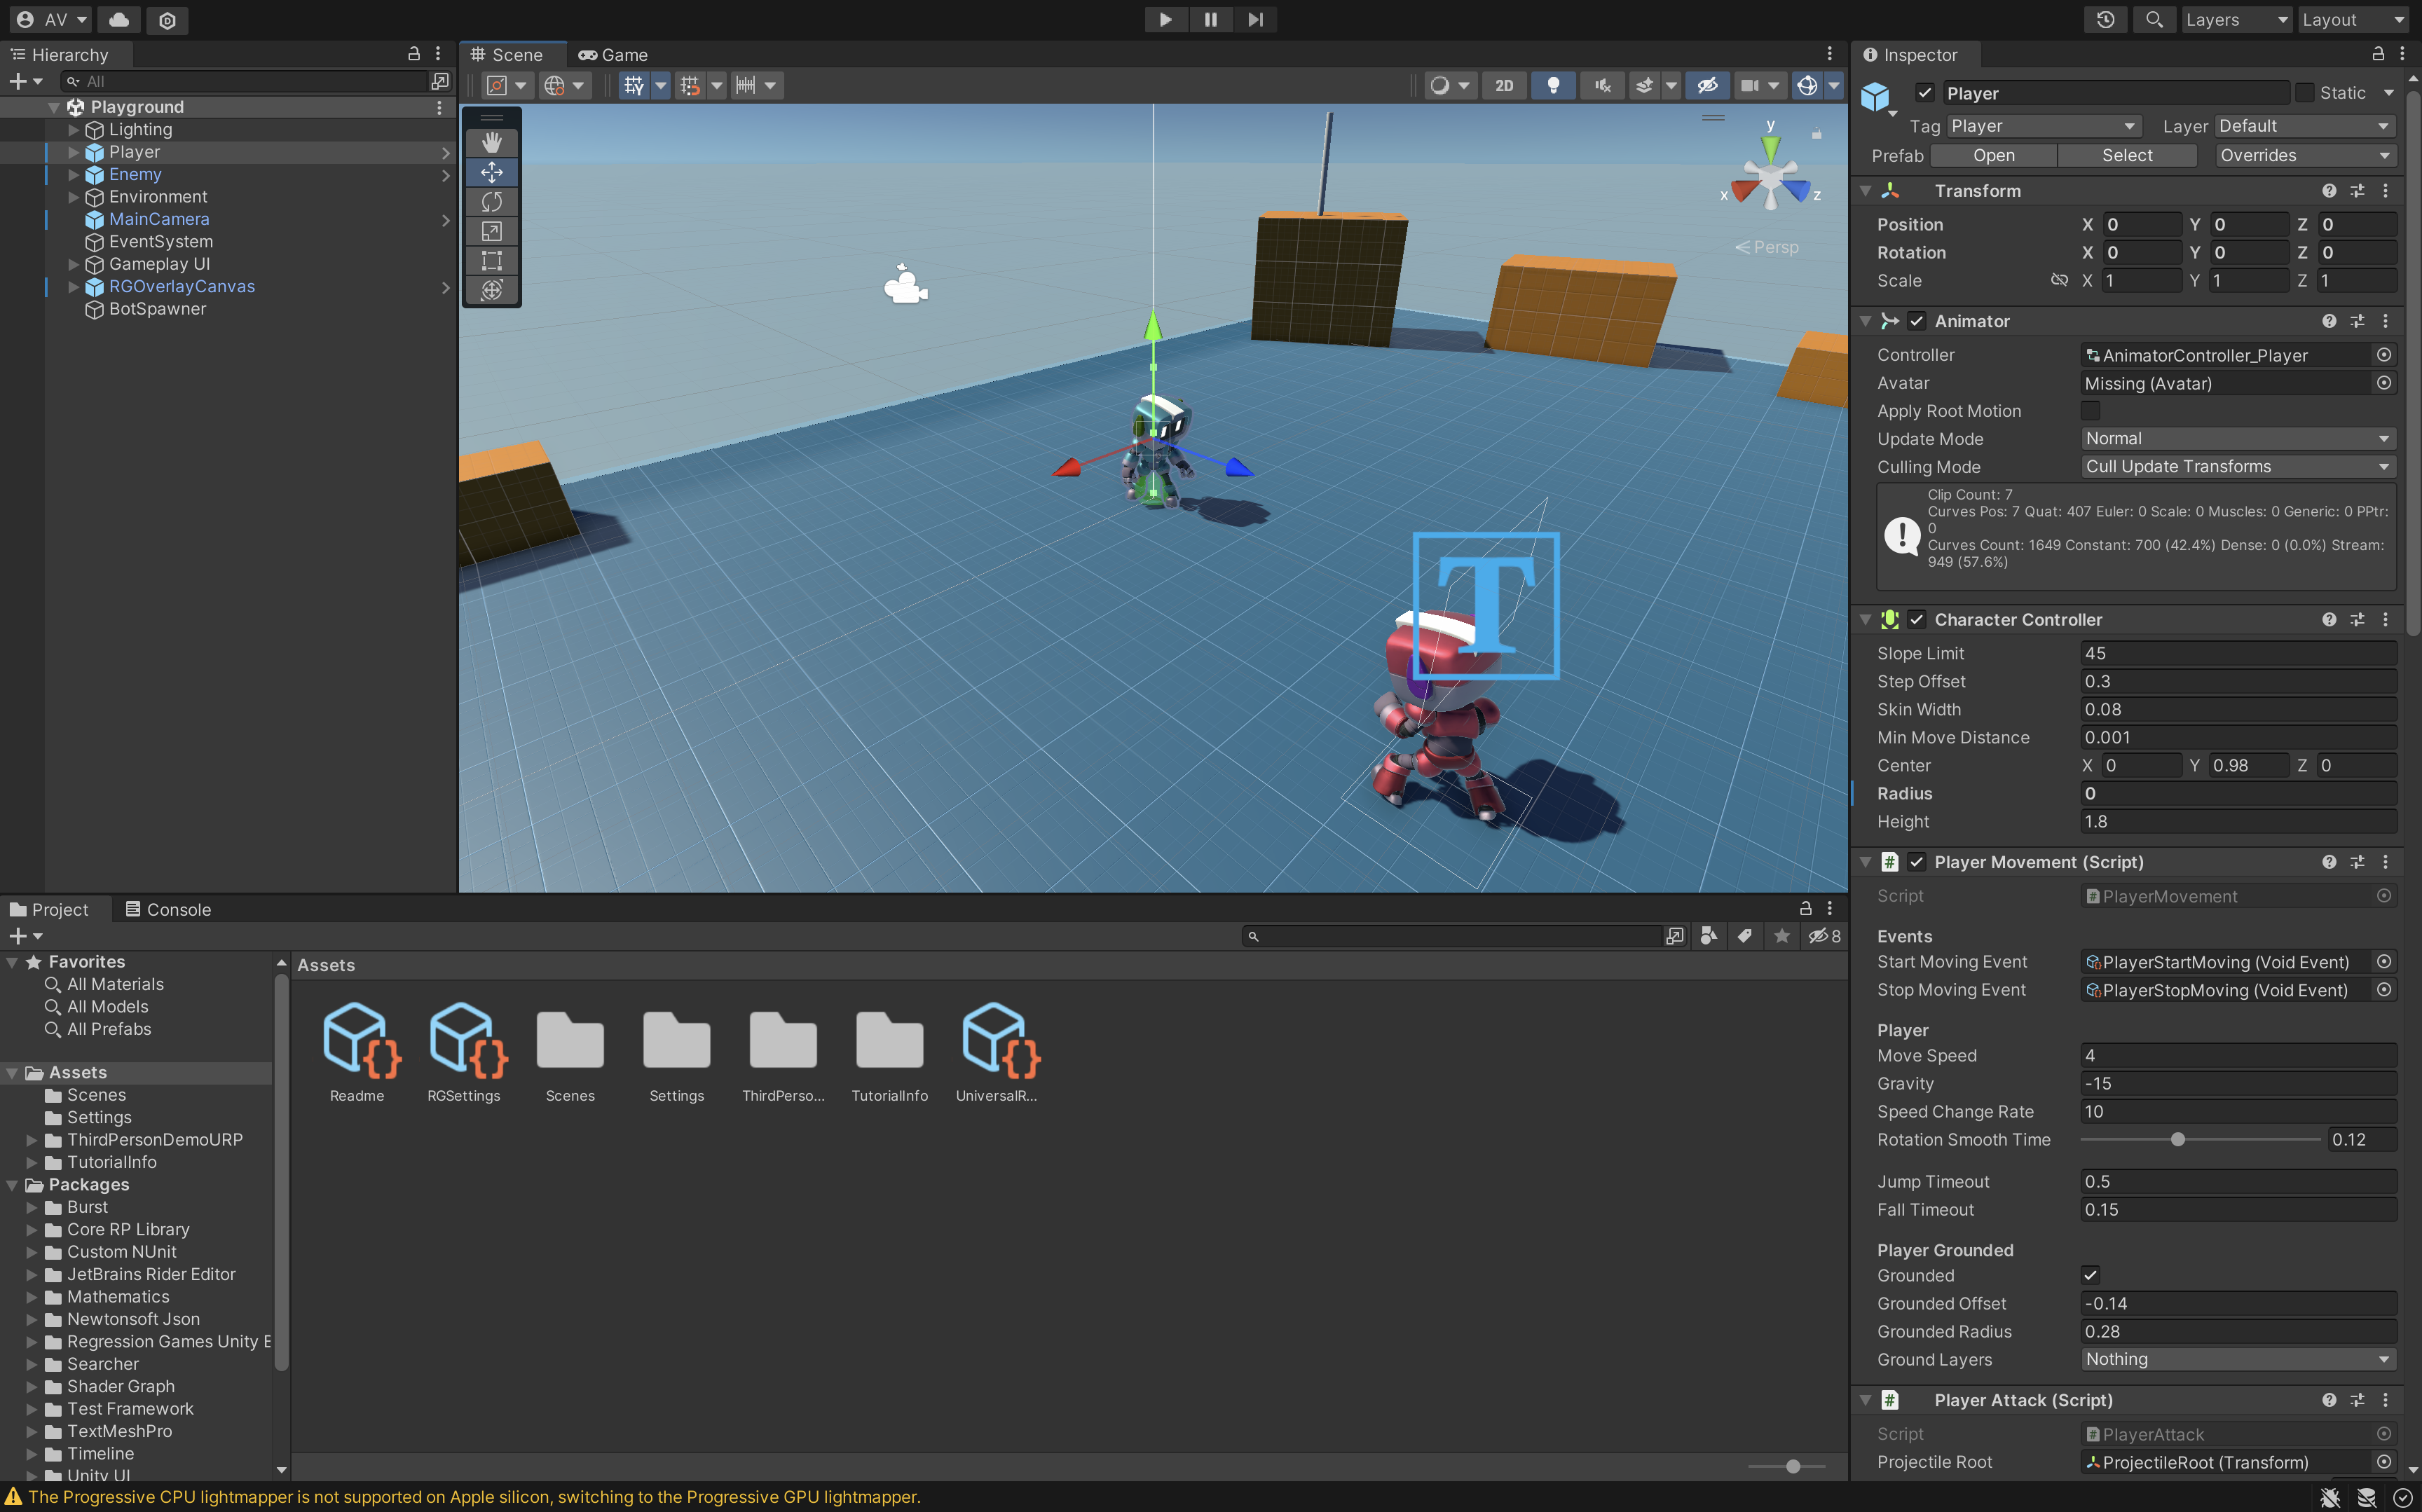 AV
Layers
Layout
Hierarchy
All
Playground
Lighting
Player
Enemy
Environment
MainCamera
EventSystem
Gameplay UI
RGOverlayCanvas
BotSpawner
Scene
Game
2D
y
x
z
Persp
T
Project
Console
8
Favorites
All Materials
All Models
All Prefabs
Assets
Scenes
Settings
ThirdPersonDemoURP
TutorialInfo
Packages
Burst
Core RP Library
Custom NUnit
JetBrains Rider Editor
Mathematics
Newtonsoft Json
Regression Games Unity E
Searcher
Shader Graph
Test Framework
TextMeshPro
Timeline
Unity UI
Assets
Readme
RGSettings
Scenes
Settings
ThirdPerso...
TutorialInfo
UniversalR...
Inspector
Player
Static
Tag Player
Layer Default
Prefab Open Select Overrides
Transform
Position X 0 Y 0 Z 0
Rotation X 0 Y 0 Z 0
Scale X 1 Y 1 Z 1
Animator
Controller AnimatorController_Player
Avatar Missing (Avatar)
Apply Root Motion
Update Mode Normal
Culling Mode Cull Update Transforms
Clip Count: 7
Curves Pos: 7 Quat: 407 Euler: 0 Scale: 0 Muscles: 0 Generic: 0 PPtr:
0
Curves Count: 1649 Constant: 700 (42.4%) Dense: 0 (0.0%) Stream:
949 (57.6%)
Character Controller
Slope Limit 45
Step Offset 0.3
Skin Width 0.08
Min Move Distance 0.001
Center X 0 Y 0.98 Z 0
Radius 0
Height 1.8
Player Movement (Script)
Script PlayerMovement
Events
Start Moving Event PlayerStartMoving (Void Event)
Stop Moving Event PlayerStopMoving (Void Event)
Player
Move Speed 4
Gravity -15
Speed Change Rate 10
Rotation Smooth Time 0.12
Jump Timeout 0.5
Fall Timeout 0.15
Player Grounded
Grounded
Grounded Offset -0.14
Grounded Radius 0.28
Ground Layers Nothing
Player Attack (Script)
Script PlayerAttack
Projectile Root ProjectileRoot (Transform)
The Progressive CPU lightmapper is not supported on Apple silicon, switching to the Progressive GPU lightmapper.